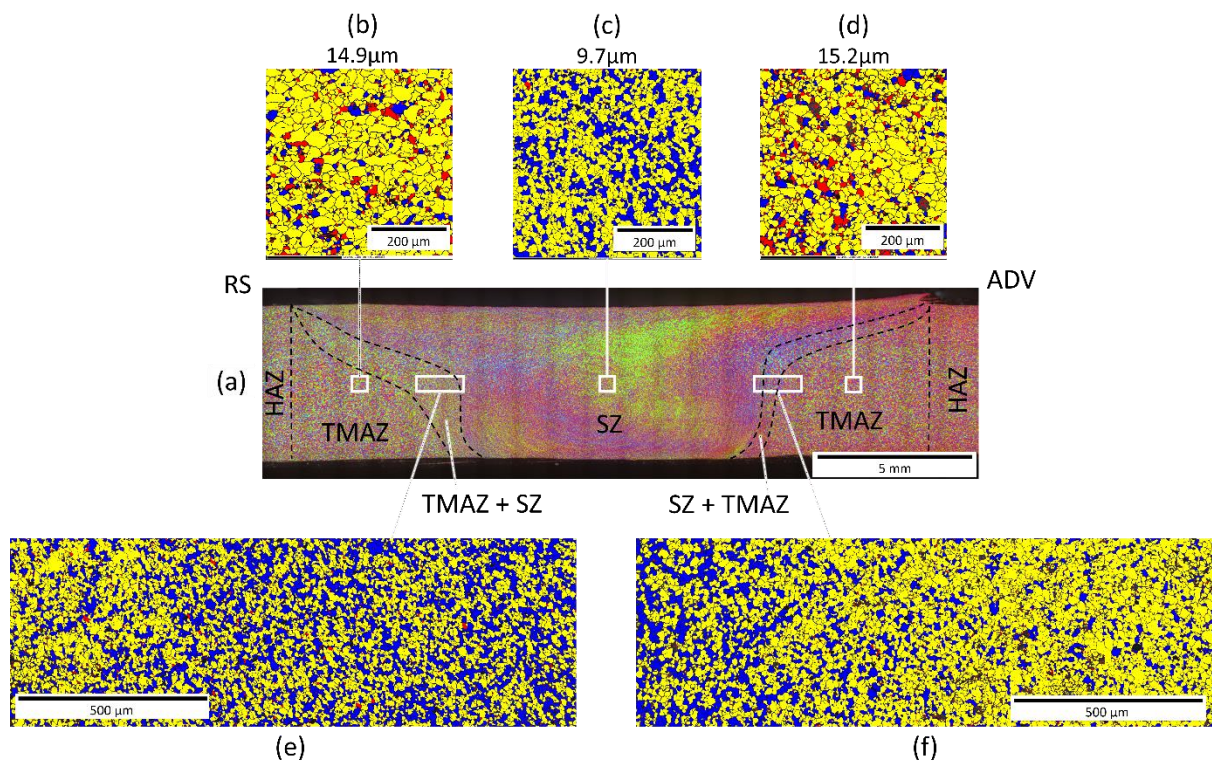 (b)
14.9µm
(c)
9.7µm
(d)
15.2µm
200 µm
200 µm
200 µm
RS
ADV
(a)
HAZ
TMAZ
SZ
TMAZ
HAZ
5 mm
TMAZ + SZ
SZ + TMAZ
500 µm
500 µm
(e)
(f)